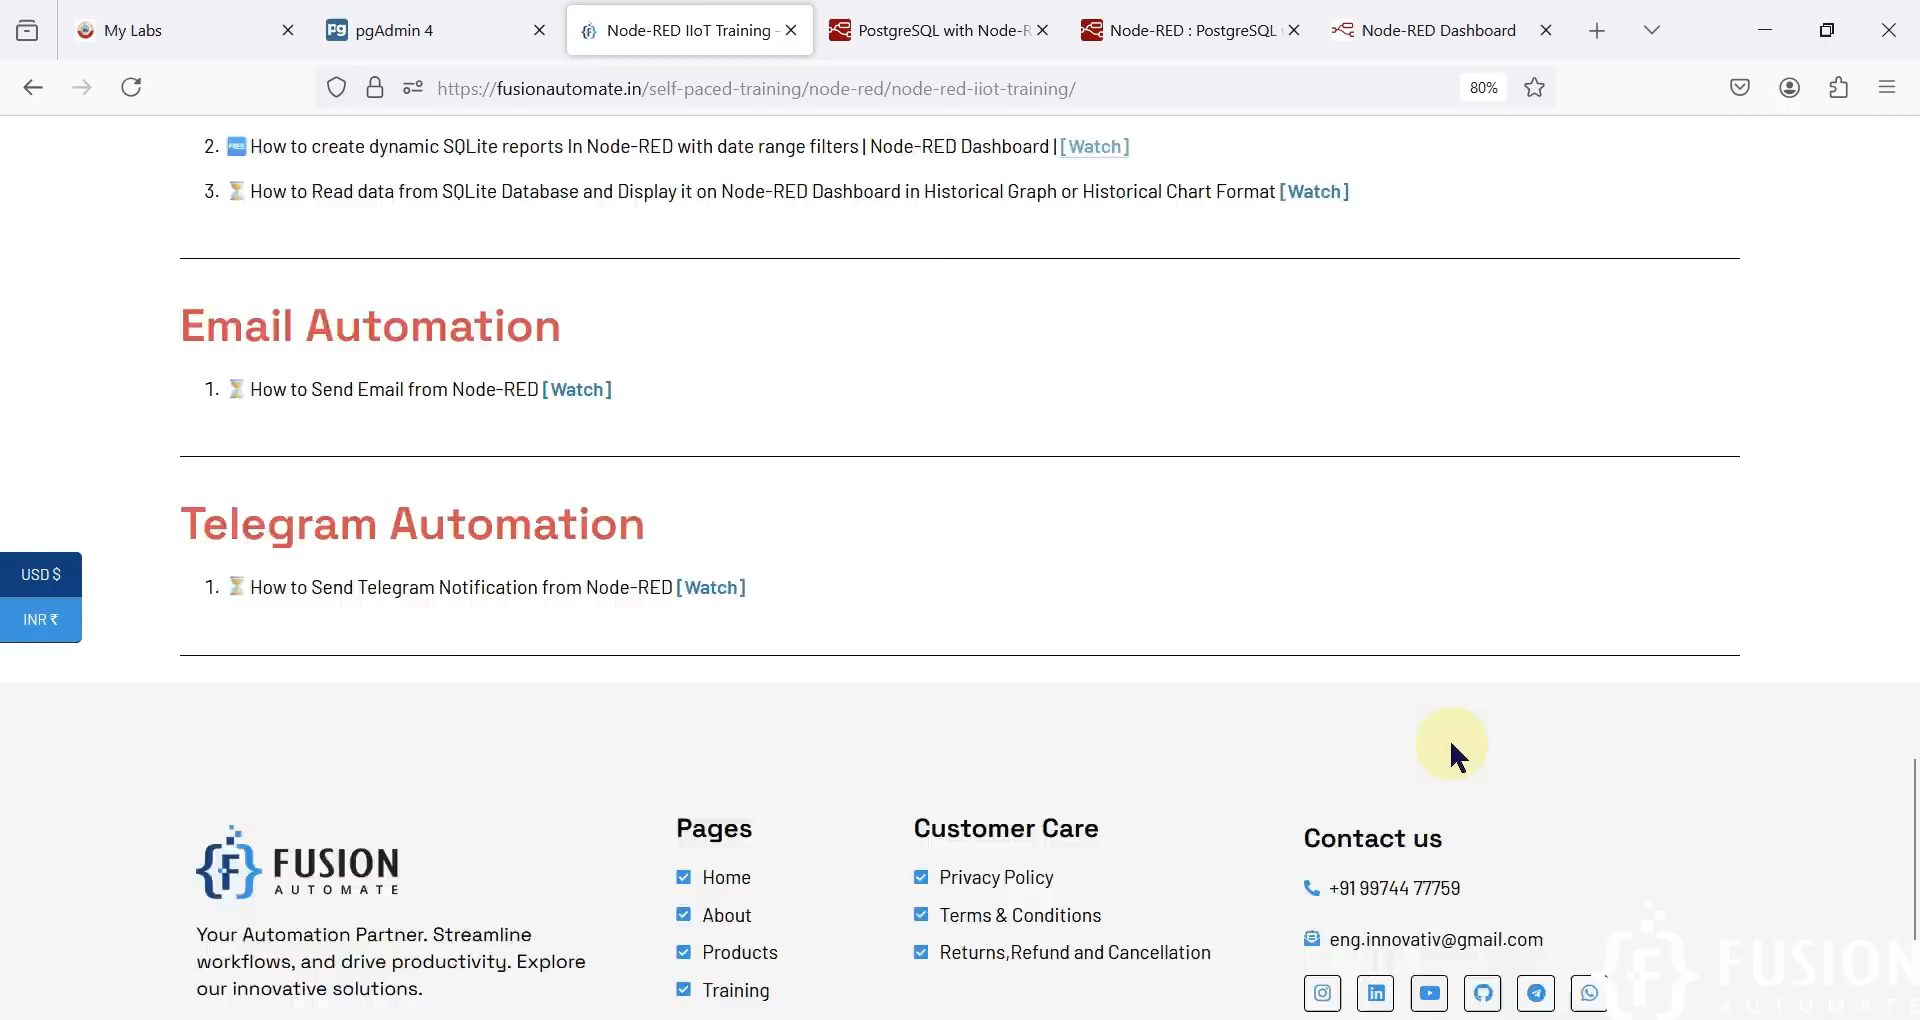 My Labs
pgAdmin 4
Node-RED IIoT Training -
PostgreSQL with Node-R
Node-RED : PostgreSQL
Node-RED Dashboard
https://fusionautomate.in/self-paced-training/node-red/node-red-iiot-training/
80%
2. FREE How to create dynamic SQLite reports In Node-RED with date range filters | Node-RED Dashboard | [Watch]
3. How to Read data from SQLite Database and Display it on Node-RED Dashboard in Historical Graph or Historical Chart Format [Watch]
Email Automation
1. How to Send Email from Node-RED [Watch]
Telegram Automation
1. How to Send Telegram Notification from Node-RED [Watch]
USD $
INR ₹
FUSION
AUTOMATE
Your Automation Partner. Streamline
workflows, and drive productivity. Explore
our innovative solutions.
Pages
Home
About
Products
Training
Customer Care
Privacy Policy
Terms & Conditions
Returns,Refund and Cancellation
Contact us
+91 99744 77759
eng.innovativ@gmail.com
FUSION
AUTOMATE